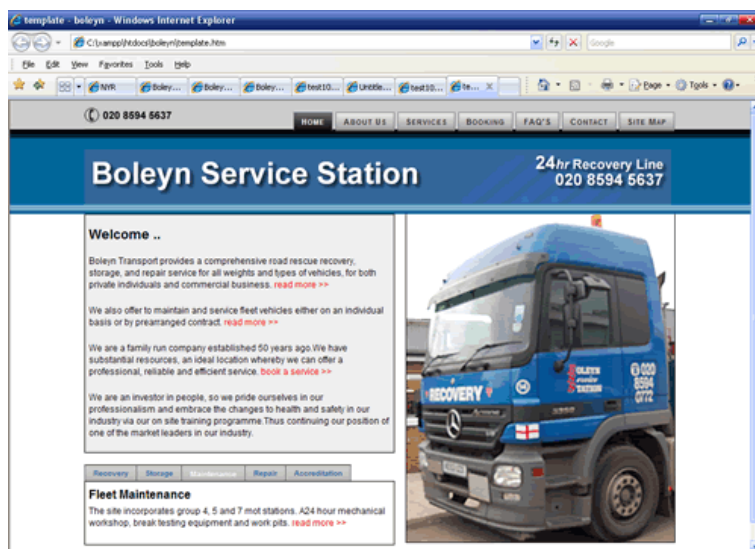 template - boleyn - Windows Internet Explorer
C:\xampp\htdocs\boleyn\template.htm
Google
File Edit View Favorites Tools Help
NYR Boley... Boley... Boley... test10... Untitle... test10... te... X
Page Tools
020 8594 5637
HOME ABOUT US SERVICES BOOKING FAQ'S CONTACT SITE MAP
Boleyn Service Station
24hr Recovery Line
020 8594 5637
Welcome ..
Boleyn Transport provides a comprehensive road rescue recovery,
storage, and repair service for all weights and types of vehicles, for both
private individuals and commercial business. read more >>
We also offer to maintain and service fleet vehicles either on an individual
basis or by prearranged contract. read more >>
We are a family run company established 50 years ago.We have
substantial resources, an ideal location whereby we can offer a
professional, reliable and efficient service. book a service >>
We are an investor in people, so we pride ourselves in our
professionalism and embrace the changes to health and safety in our
industry via our on site training programme.Thus continuing our position of
one of the market leaders in our industry.
Recovery Storage Maintenance Repair Accreditation
Fleet Maintenance
The site incorporates group 4, 5 and 7 mot stations. A24 hour mechanical
workshop, break testing equipment and work pits. read more >>
RECOVERY
OLEYN
TATION
020
8594
0772